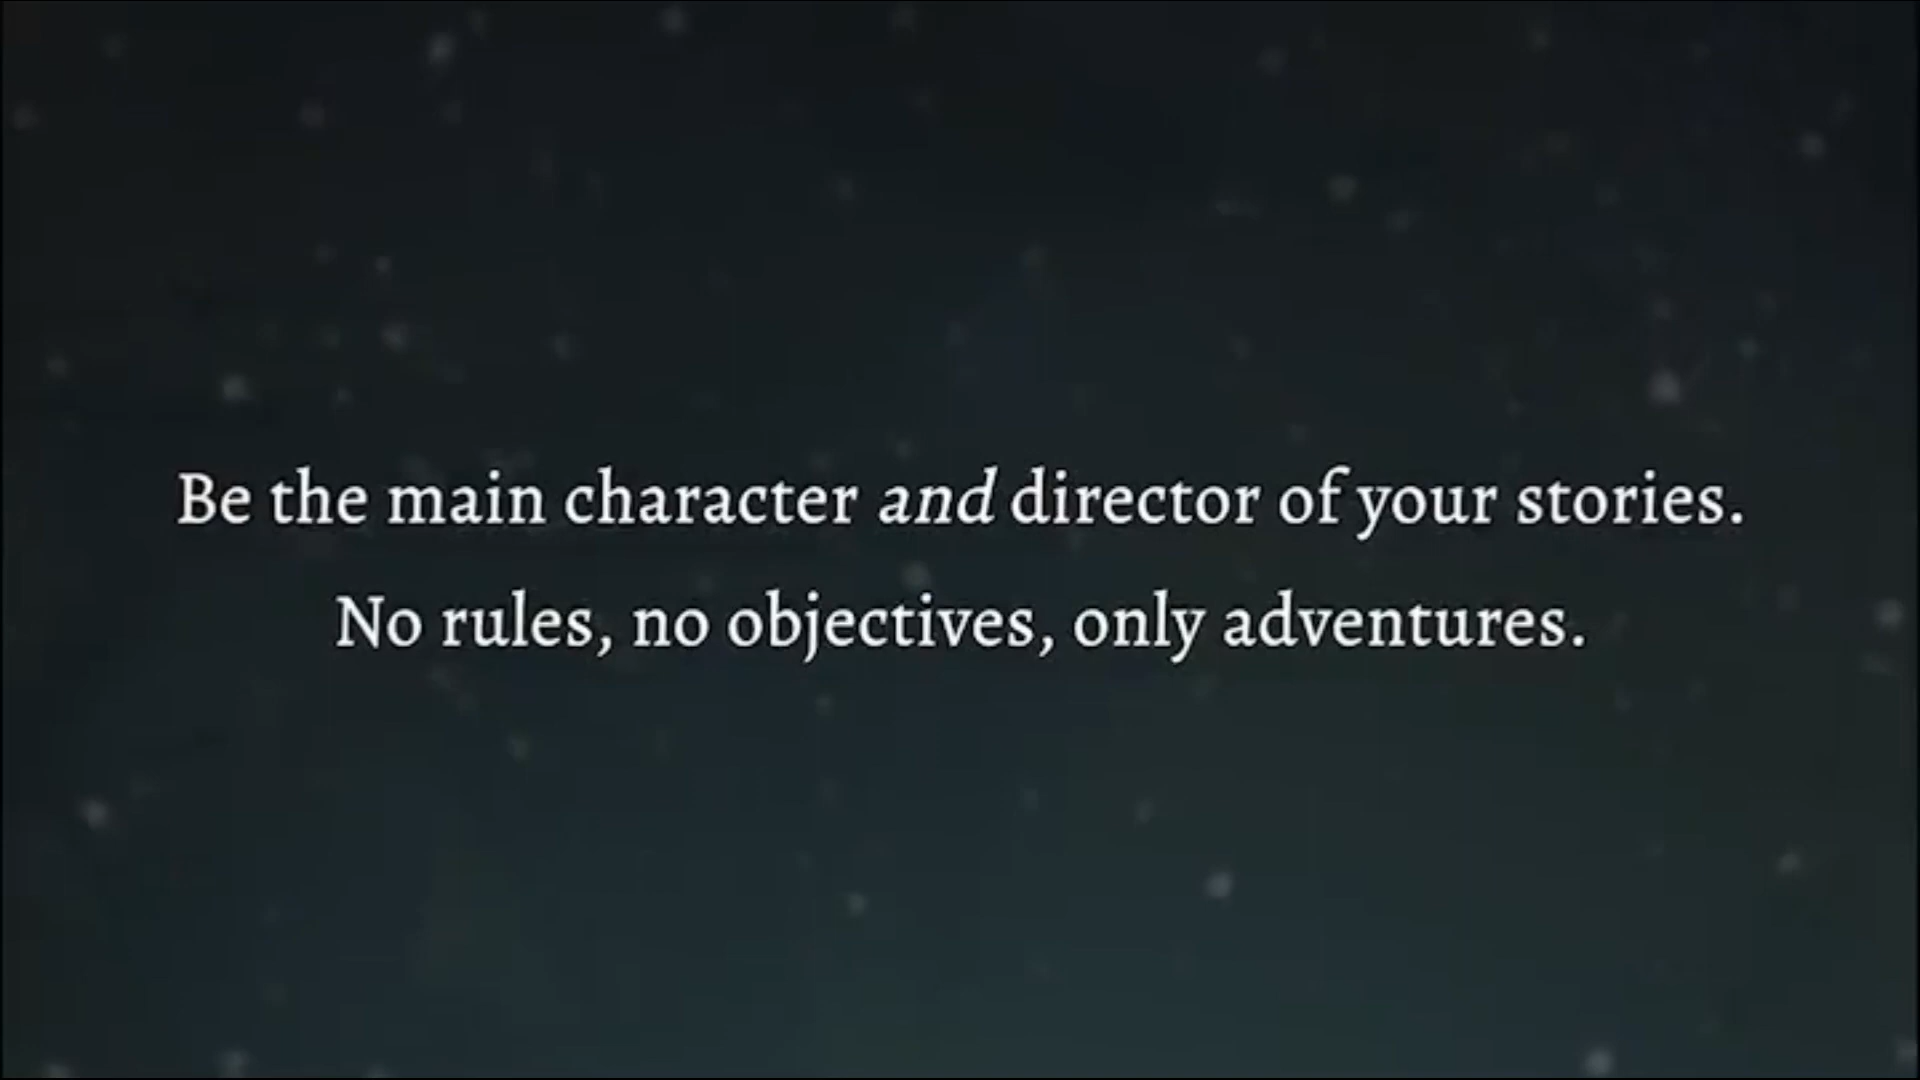 Be the main character and director of your stories.
No rules, no objectives, only adventures.